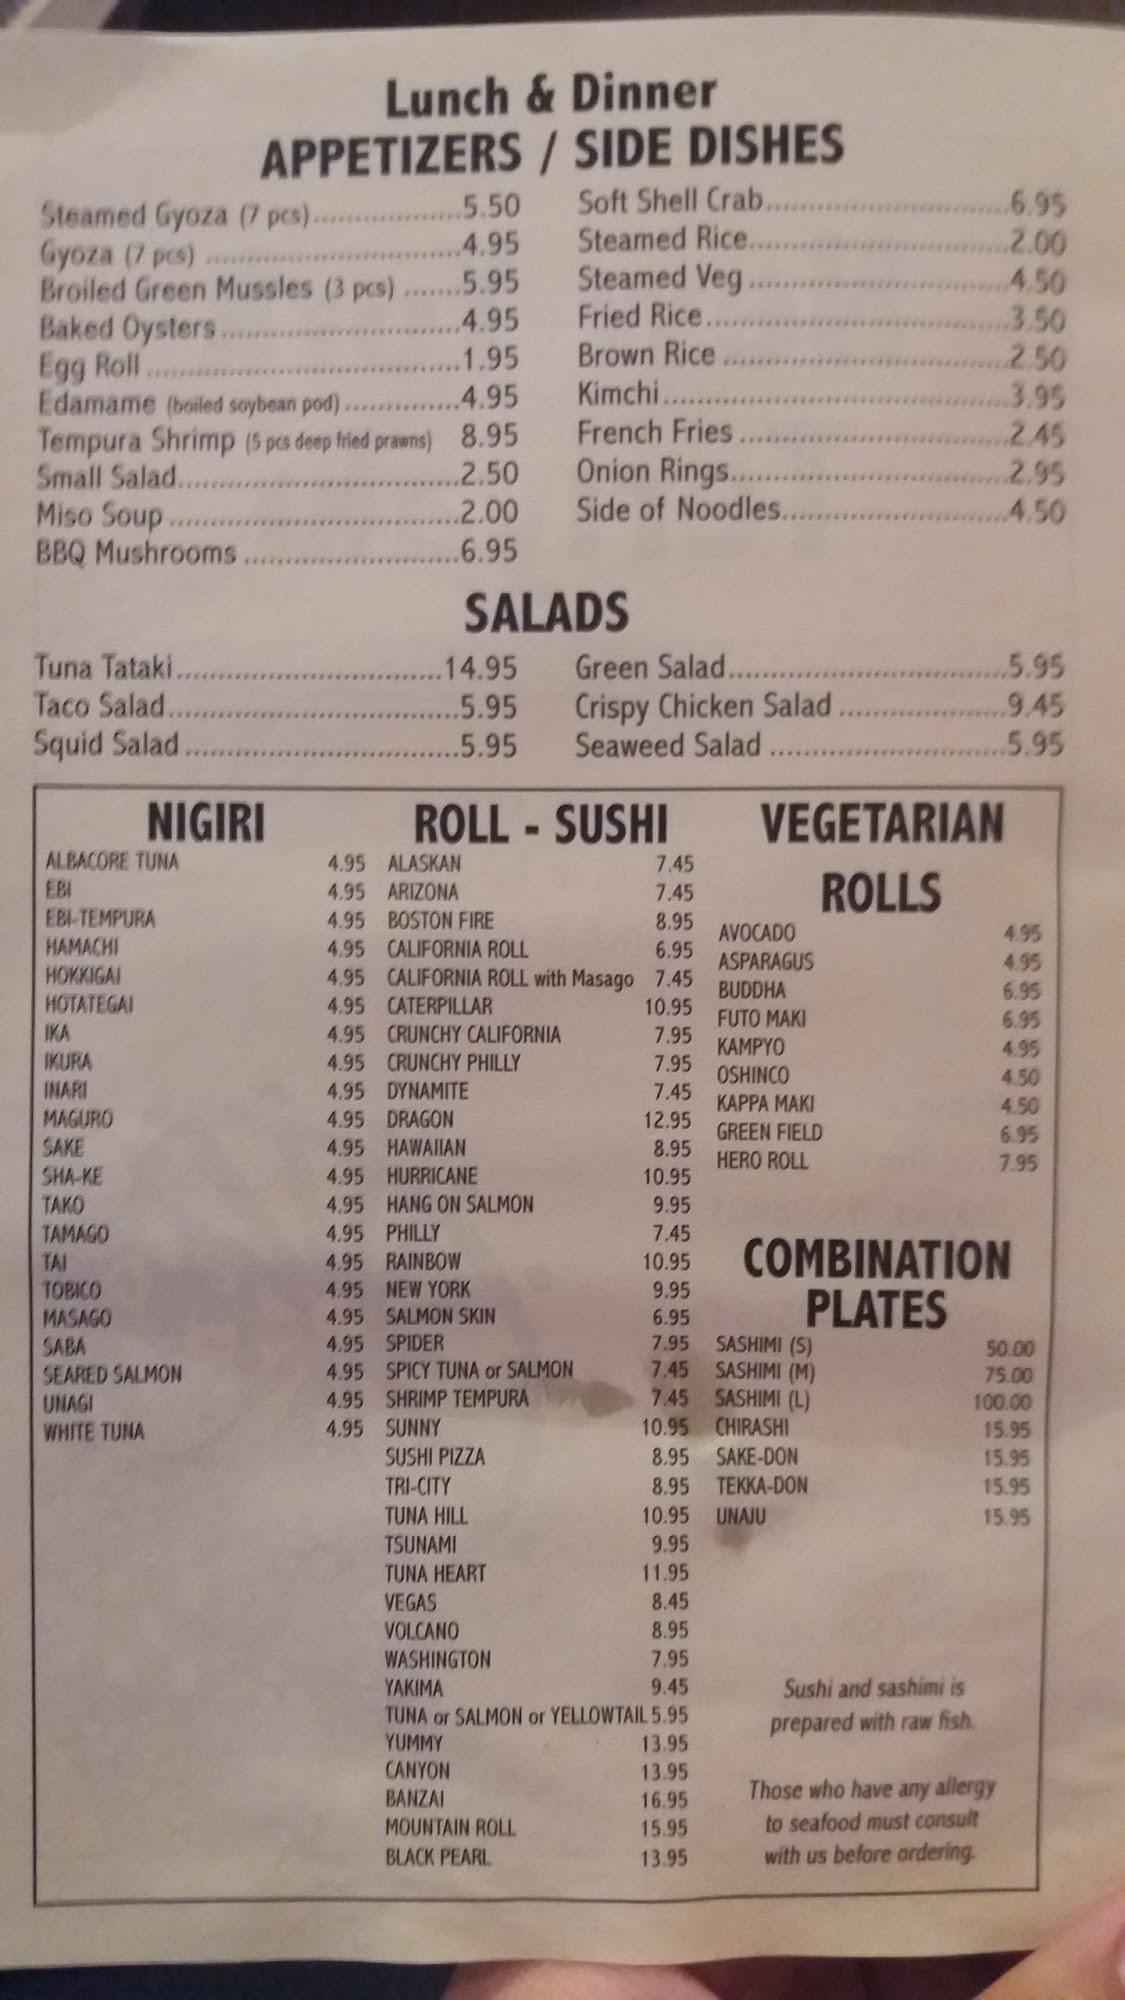 Lunch & Dinner
APPETIZERS / SIDE DISHES
Steamed Gyoza (7 pcs)..................5.50
Gyoza (7 pcs) ...............................4.95
Broiled Green Mussles (3 pcs) .......5.95
Baked Oysters .............................4.95
Egg Roll ......................................1.95
Edamame (boiled soybean pod) ..............4.95
Tempura Shrimp (5 pcs deep fried prawns) 8.95
Small Salad..................................2.50
Miso Soup ...................................2.00
BBQ Mushrooms ..........................6.95
Soft Shell Crab..............................6.95
Steamed Rice................................2.00
Steamed Veg ................................4.50
Fried Rice.....................................3.50
Brown Rice ...................................2.50
Kimchi..........................................3.95
French Fries .................................2.45
Onion Rings..................................2.95
Side of Noodles............................4.50
SALADS
Tuna Tataki................................14.95
Taco Salad...................................5.95
Squid Salad .................................5.95
Green Salad..................................5.95
Crispy Chicken Salad ....................9.45
Seaweed Salad .............................5.95
NIGIRI
ALBACORE TUNA 4.95
EBI 4.95
EBI-TEMPURA 4.95
HAMACHI 4.95
HOKKIGAI 4.95
HOTATEGAI 4.95
IKA 4.95
IKURA 4.95
INARI 4.95
MAGURO 4.95
SAKE 4.95
SHA-KE 4.95
TAKO 4.95
TAMAGO 4.95
TAI 4.95
TOBICO 4.95
MASAGO 4.95
SABA 4.95
SEARED SALMON 4.95
UNAGI 4.95
WHITE TUNA 4.95
ROLL - SUSHI
ALASKAN 7.45
ARIZONA 7.45
BOSTON FIRE 8.95
CALIFORNIA ROLL 6.95
CALIFORNIA ROLL with Masago 7.45
CATERPILLAR 10.95
CRUNCHY CALIFORNIA 7.95
CRUNCHY PHILLY 7.95
DYNAMITE 7.45
DRAGON 12.95
HAWAIIAN 8.95
HURRICANE 10.95
HANG ON SALMON 9.95
PHILLY 7.45
RAINBOW 10.95
NEW YORK 9.95
SALMON SKIN 6.95
SPIDER 7.95
SPICY TUNA or SALMON 7.45
SHRIMP TEMPURA 7.45
SUNNY 10.95
SUSHI PIZZA 8.95
TRI-CITY 8.95
TUNA HILL 10.95
TSUNAMI 9.95
TUNA HEART 11.95
VEGAS 8.45
VOLCANO 8.95
WASHINGTON 7.95
YAKIMA 9.45
TUNA or SALMON or YELLOWTAIL 5.95
YUMMY 13.95
CANYON 13.95
BANZAI 16.95
MOUNTAIN ROLL 15.95
BLACK PEARL 13.95
VEGETARIAN
ROLLS
AVOCADO 4.95
ASPARAGUS 4.95
BUDDHA 6.95
FUTO MAKI 6.95
KAMPYO 4.95
OSHINCO 4.50
KAPPA MAKI 4.50
GREEN FIELD 6.95
HERO ROLL 7.95
COMBINATION
PLATES
SASHIMI (S) 50.00
SASHIMI (M) 75.00
SASHIMI (L) 100.00
CHIRASHI 15.95
SAKE-DON 15.95
TEKKA-DON 15.95
UNAJU 15.95
Sushi and sashimi is
prepared with raw fish.
Those who have any allergy
to seafood must consult
with us before ordering.